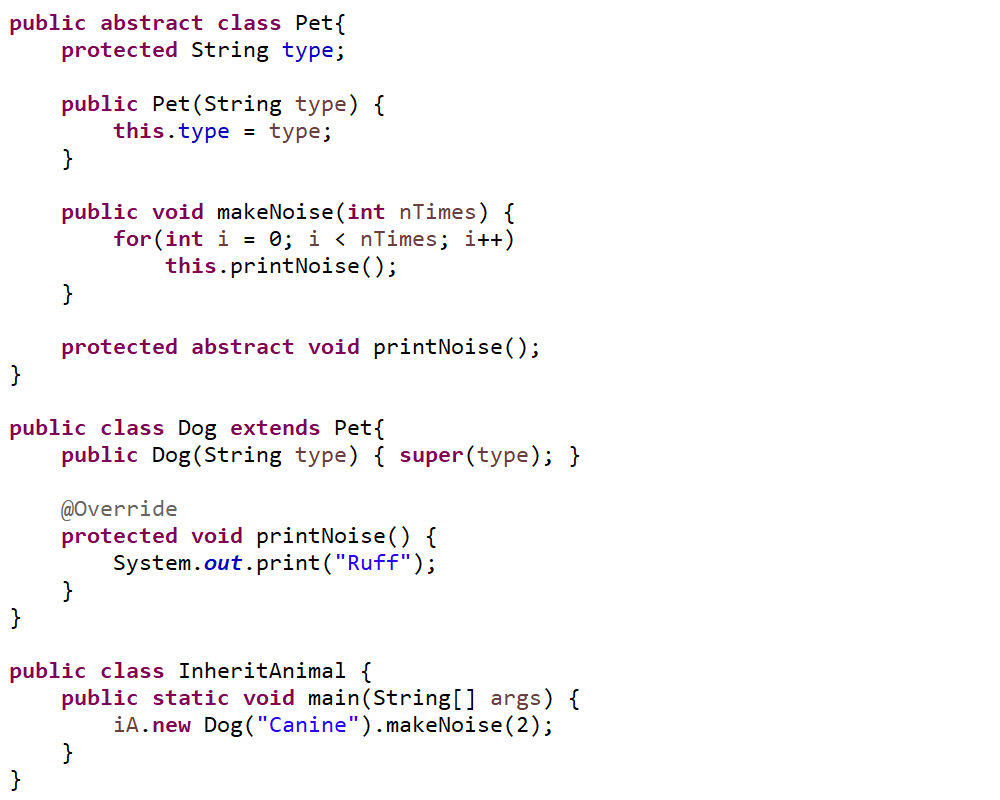 public abstract class Pet{
    protected String type;

    public Pet(String type) {
        this.type = type;
    }

    public void makeNoise(int nTimes) {
        for(int i = 0; i < nTimes; i++)
            this.printNoise();
    }

    protected abstract void printNoise();
}

public class Dog extends Pet{
    public Dog(String type) { super(type); }

    @Override
    protected void printNoise() {
        System.out.print("Ruff");
    }
}

public class InheritAnimal {
    public static void main(String[] args) {
        iA.new Dog("Canine").makeNoise(2);
    }
}